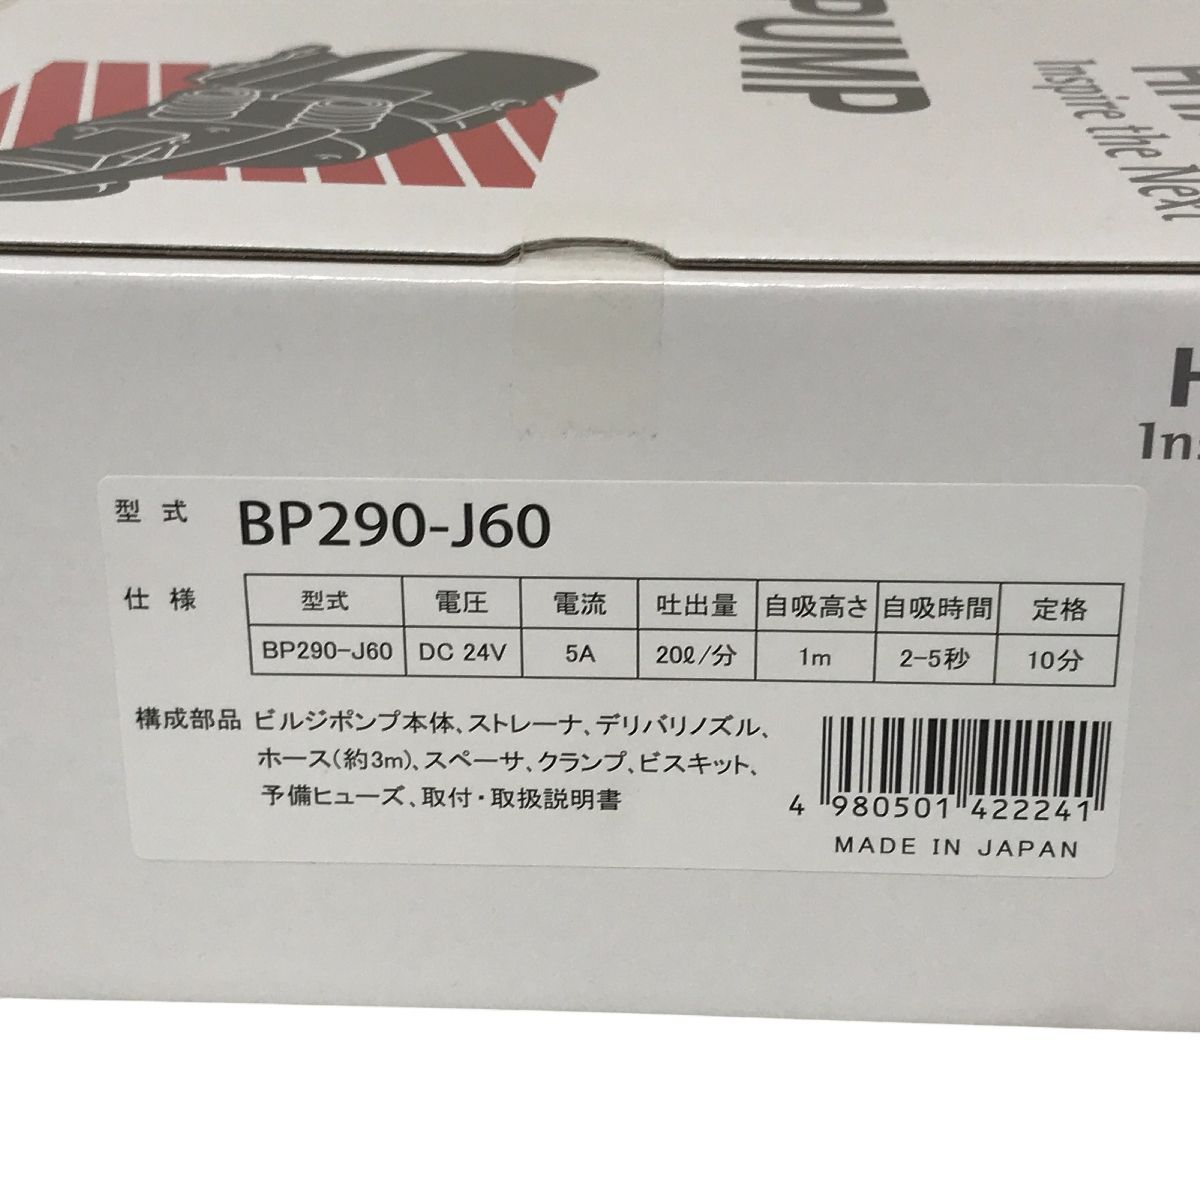 PUMP
Inspire the Next
型式 BP290-J60
仕様
型式 電圧 電流 吐出量 自吸高さ 自吸時間 定格
BP290-J60 DC 24V 5A 20ℓ/分 1m 2-5秒 10分
構成部品 ビルジポンプ本体、ストレーナ、デリバリノズル、
ホース(約3m)、スペーサ、クランプ、ビスキット、
予備ヒューズ、取付・取扱説明書
4 980501 422241
MADE IN JAPAN